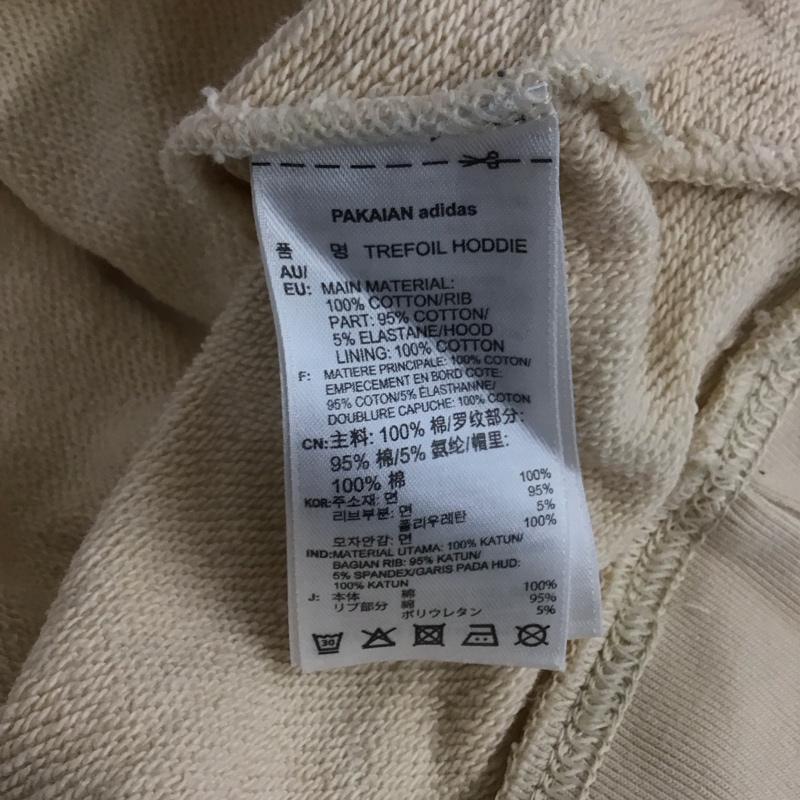 PAKAIAN adidas
품 명 TREFOIL HODDIE
AU/
EU: MAIN MATERIAL:
100% COTTON/RIB
PART: 95% COTTON/
5% ELASTANE/HOOD
LINING: 100% COTTON
F: MATIERE PRINCIPALE: 100% COTON/
EMPIECEMENT EN BORD COTE:
95% COTON/5% ÉLASTHANNE/
DOUBLURE CAPUCHE: 100% COTON
CN: 主料: 100% 棉/罗纹部分:
95% 棉/5% 氨纶/帽里:
100% 棉
KOR: 주소재: 면 100%
리브부분: 면 95%
폴리우레탄 5%
모자안감: 면 100%
IND: MATERIAL UTAMA: 100% KATUN/
BAGIAN RIB: 95% KATUN/
5% SPANDEX/GARIS PADA HUD:
100% KATUN
J: 本体 綿 100%
リブ部分 綿 95%
ポリウレタン 5%
30